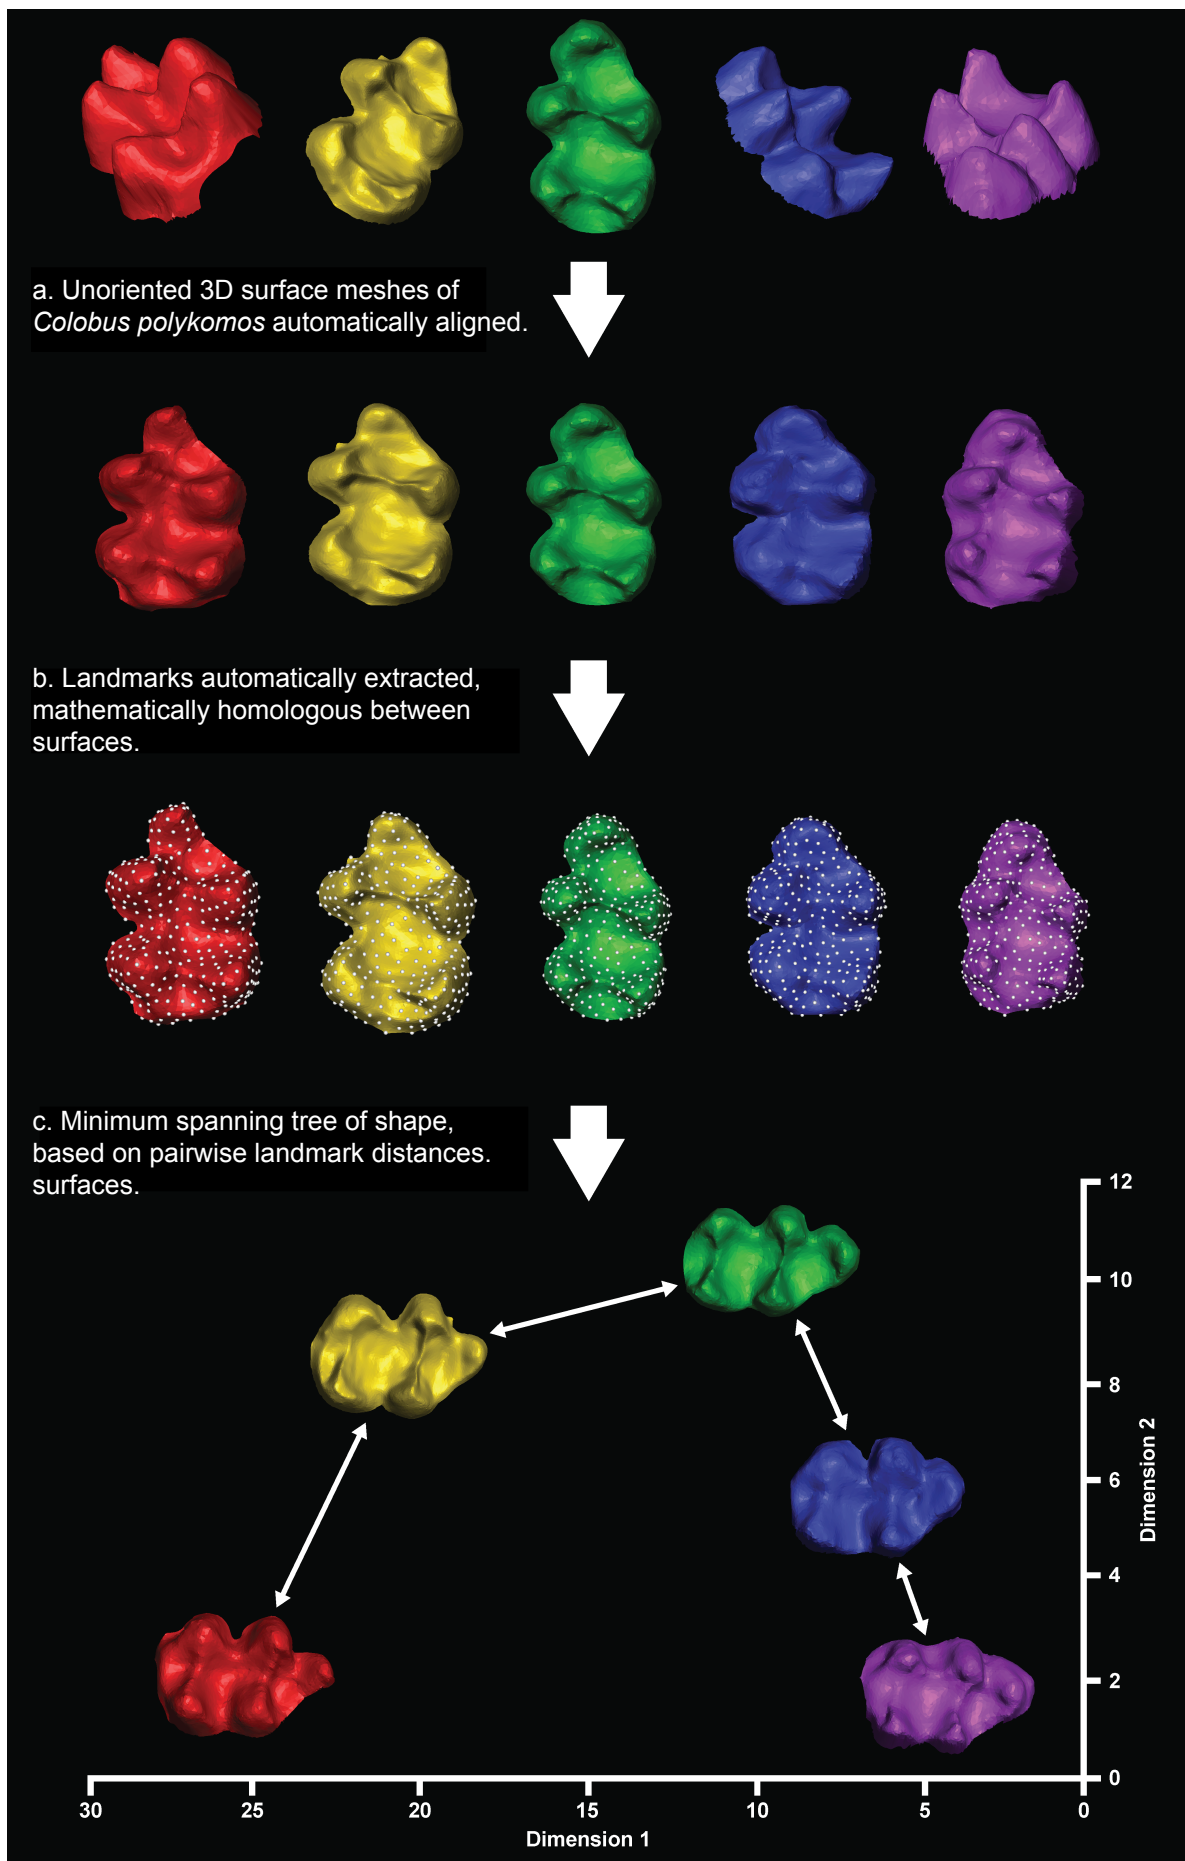 a. Unoriented 3D surface meshes of
Colobus polykomos automatically aligned.
b. Landmarks automatically extracted,
mathematically homologous between
surfaces.
c. Minimum spanning tree of shape,
based on pairwise landmark distances.
surfaces.
12
10
8
6
4
2
0
Dimension 2
30
25
20
15
10
5
0
Dimension 1